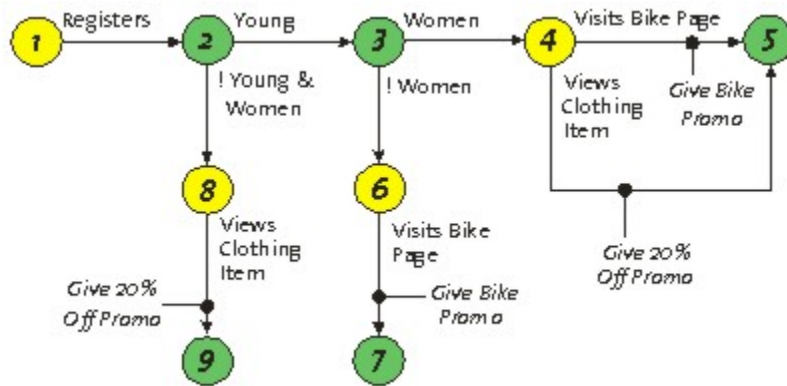 1
Registers
2
Young
3
Women
4
Visits Bike Page
5
! Young &
Women
! Women
Views
Clothing
Item
Give Bike
Promo
8
6
Views
Clothing
Item
Visits Bike
Page
Give 20%
Off Promo
Give 20%
Off Promo
Give Bike
Promo
9
7